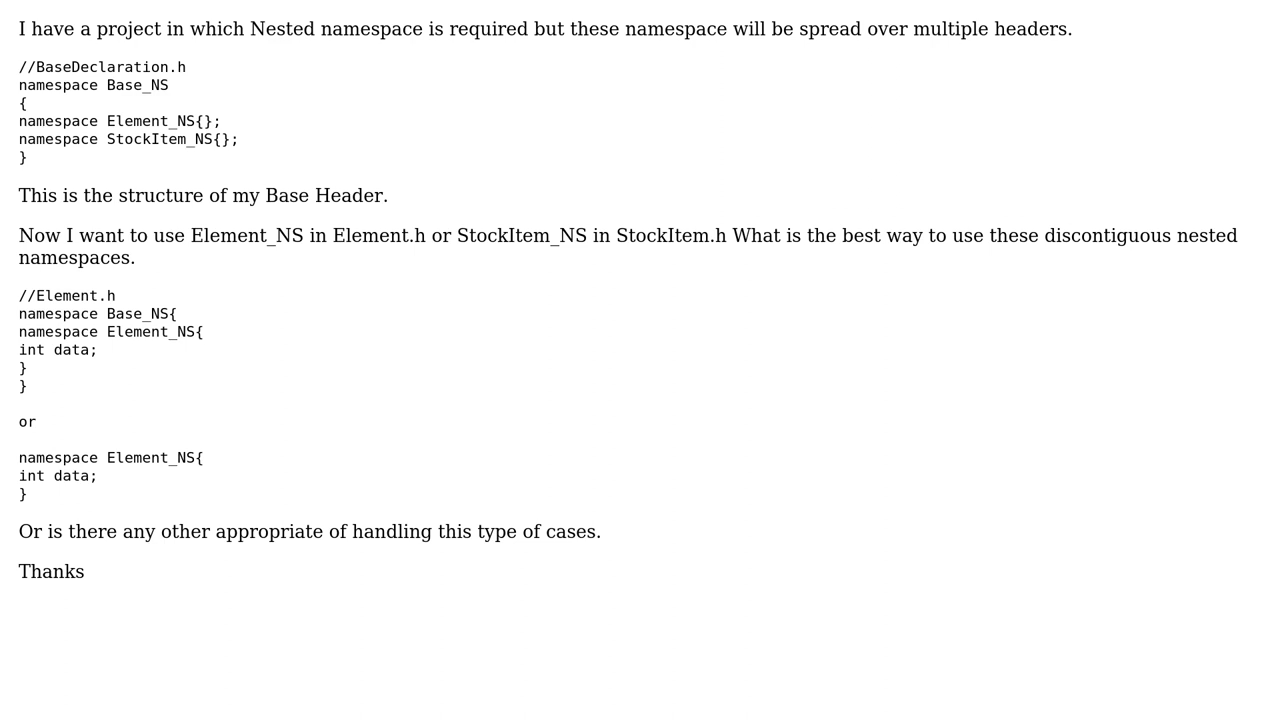 I have a project in which Nested namespace is required but these namespace will be spread over multiple headers.
//BaseDeclaration.h
namespace Base_NS
{
namespace Element_NS{};
namespace StockItem_NS{};
}
This is the structure of my Base Header.
Now I want to use Element_NS in Element.h or StockItem_NS in StockItem.h What is the best way to use these discontiguous nested
namespaces.
//Element.h
namespace Base_NS{
namespace Element_NS{
int data;
}
}
or
namespace Element_NS{
int data;
}
Or is there any other appropriate of handling this type of cases.
Thanks